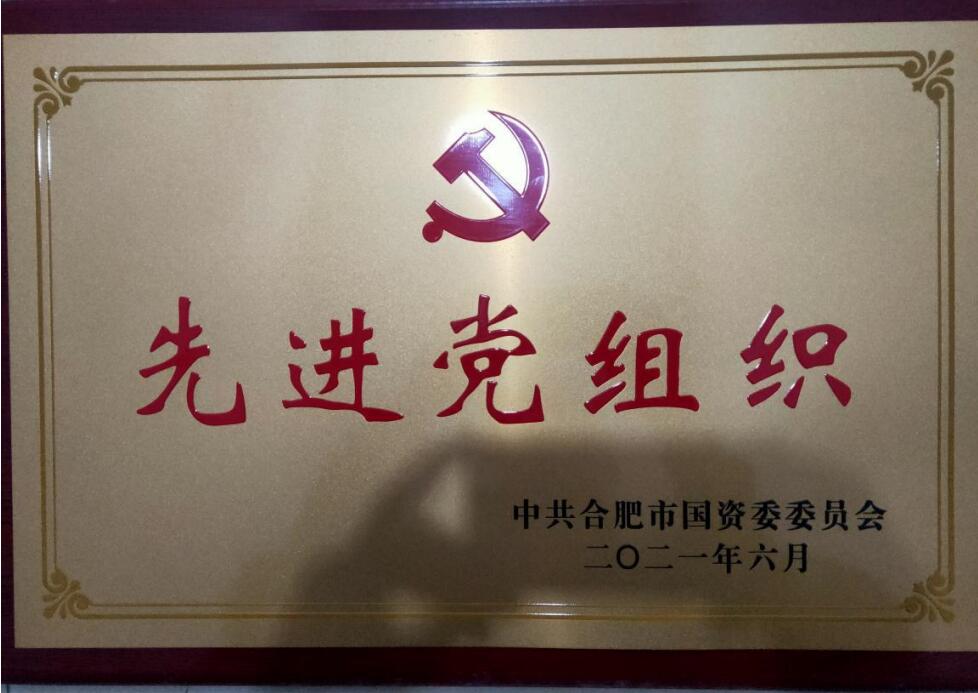 先进党组织
中共合肥市国资委委员会
二〇二一年六月